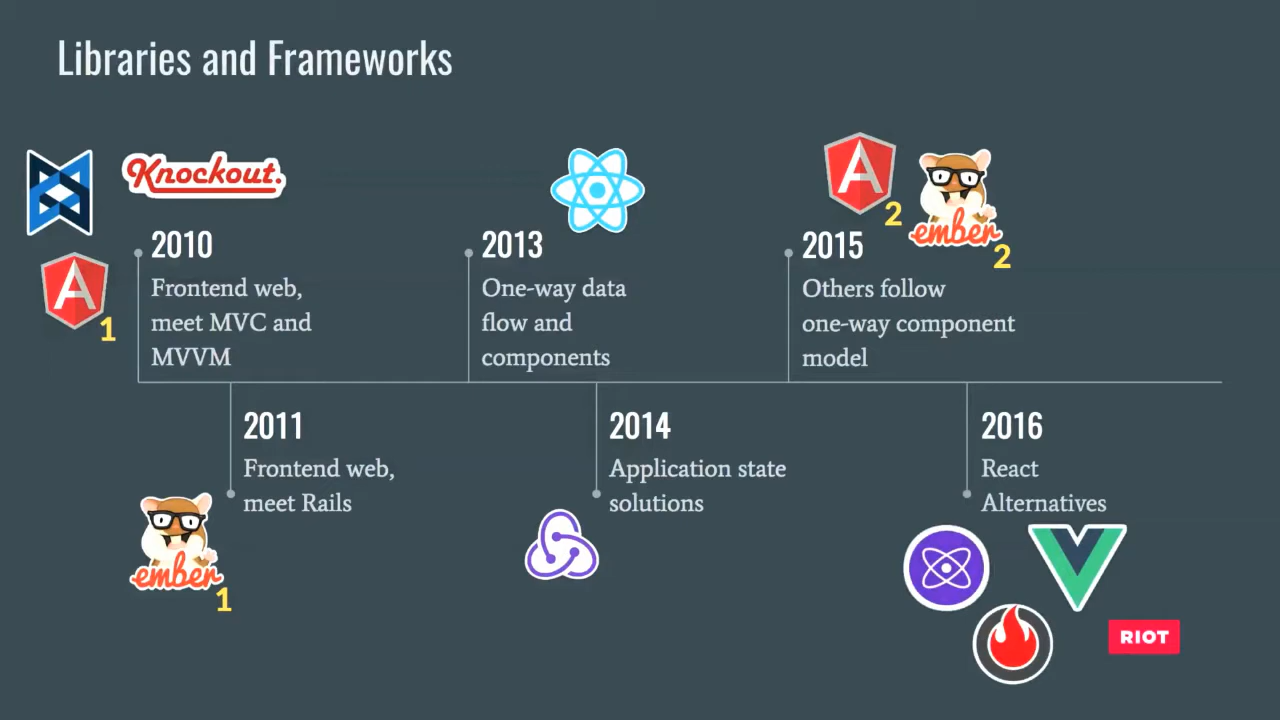 Libraries and Frameworks
Knockout.
1
2010
Frontend web,
meet MVC and
MVVM
2013
One-way data
flow and
components
2
ember
2
2015
Others follow
one-way component
model
2011
Frontend web,
meet Rails
ember
1
2014
Application state
solutions
2016
React
Alternatives
RIOT